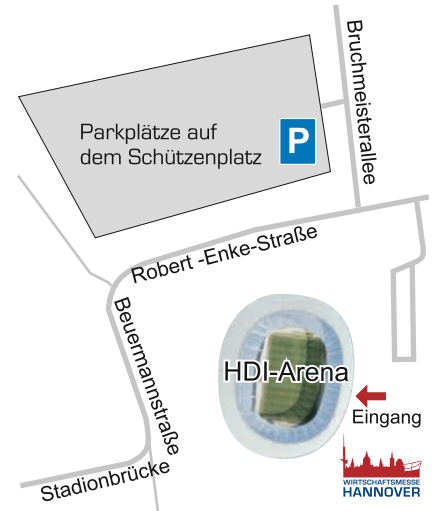 Bruchmeisterallee
Parkplätze auf
dem Schützenplatz
P
Robert -Enke-Straße
Beuermannstraße
HDI-Arena
Eingang
Stadionbrücke
WIRTSCHAFTSMESSE
HANNOVER